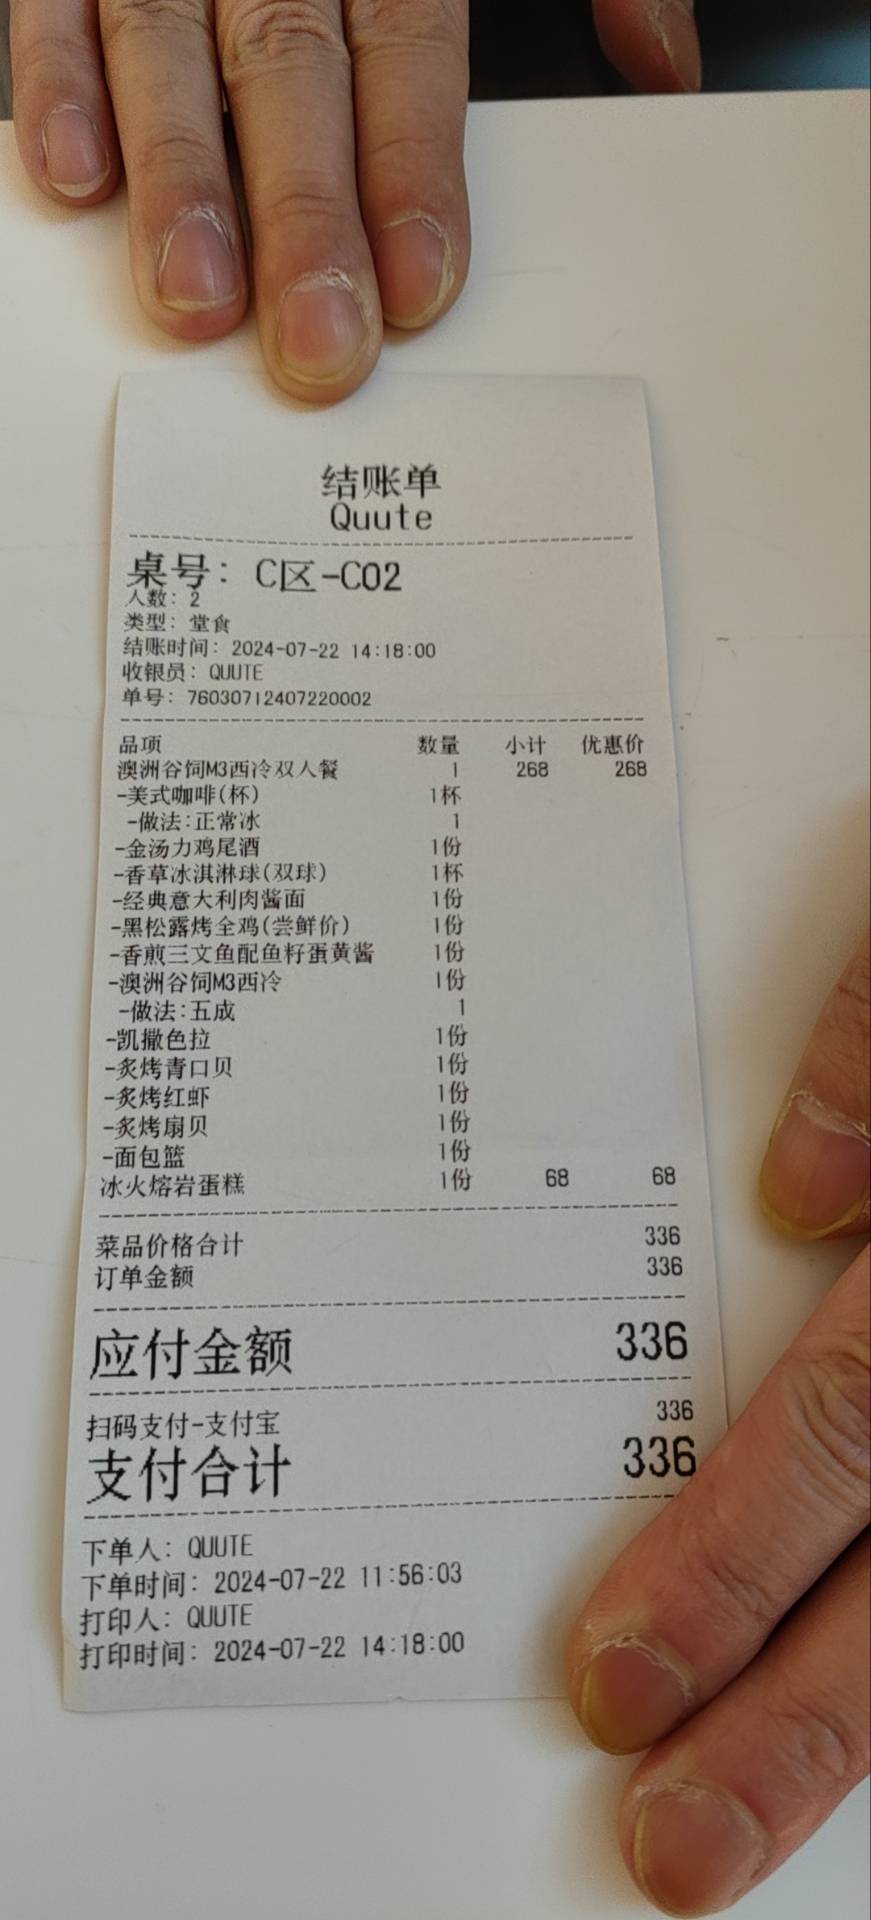 结账单
Quute
桌号: C区-C02
人数: 2
类型: 堂食
结账时间: 2024-07-22 14:18:00
收银员: QUUTE
单号: 76030712407220002
品项 数量 小计 优惠价
澳洲谷饲M3西冷双人餐 1 268 268
-美式咖啡(杯) 1杯
-做法:正常冰 1
-金汤力鸡尾酒 1份
-香草冰淇淋球(双球) 1杯
-经典意大利肉酱面 1份
-黑松露烤全鸡(尝鲜价) 1份
-香煎三文鱼配鱼籽蛋黄酱 1份
-澳洲谷饲M3西冷 1份
-做法:五成 1
-凯撒色拉 1份
-炙烤青口贝 1份
-炙烤红虾 1份
-炙烤扇贝 1份
-面包篮 1份
冰火熔岩蛋糕 1份 68 68
菜品价格合计 336
订单金额 336
应付金额 336
扫码支付-支付宝 336
支付合计 336
下单人: QUUTE
下单时间: 2024-07-22 11:56:03
打印人: QUUTE
打印时间: 2024-07-22 14:18:00